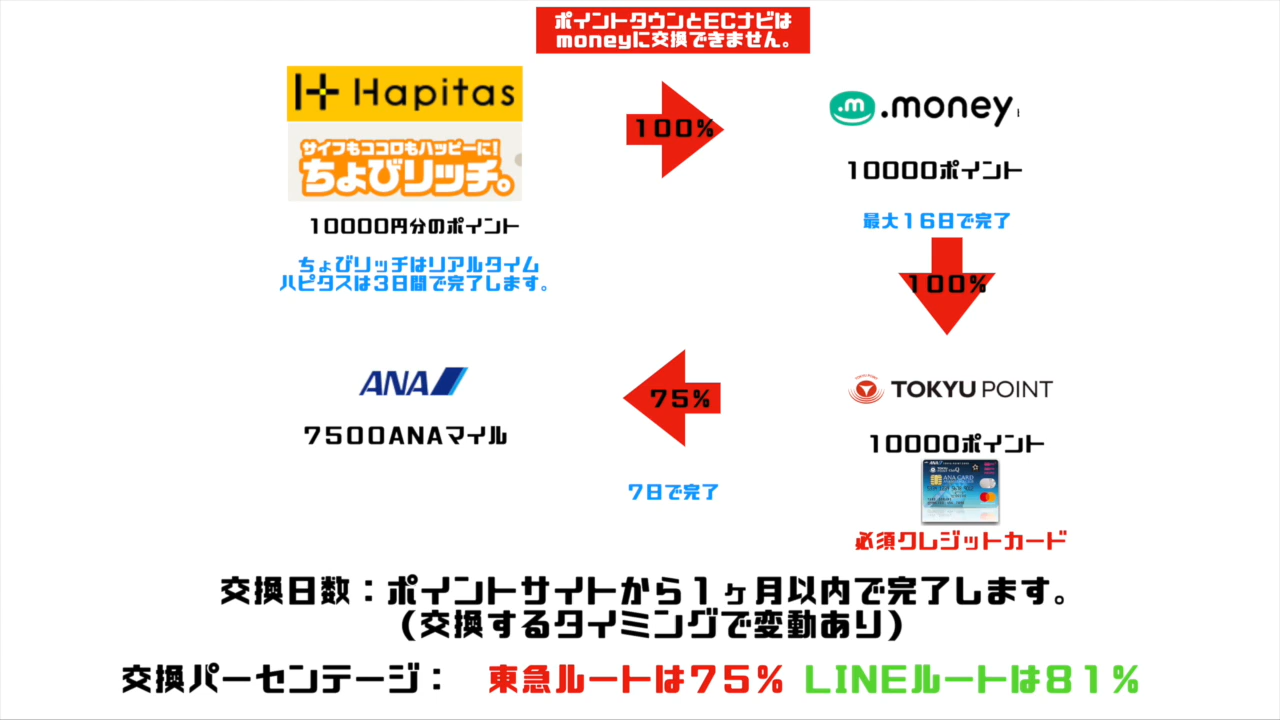 ポイントタウンとECナビは
moneyに交換できません。
Hapitas
サイフもココロもハッピーに!
ちょびリッチ。
10000円分のポイント
ちょびリッチはリアルタイム
ハピタスは3日間で完了します。
100%
.m .money
10000ポイント
最大16日で完了
100%
TOKYU POINT
10000ポイント
ANA CARD
必須クレジットカード
75%
7日で完了
ANA
7500ANAマイル
交換日数：ポイントサイトから1ヶ月以内で完了します。
(交換するタイミングで変動あり)
交換パーセンテージ： 東急ルートは75% LINEルートは81%